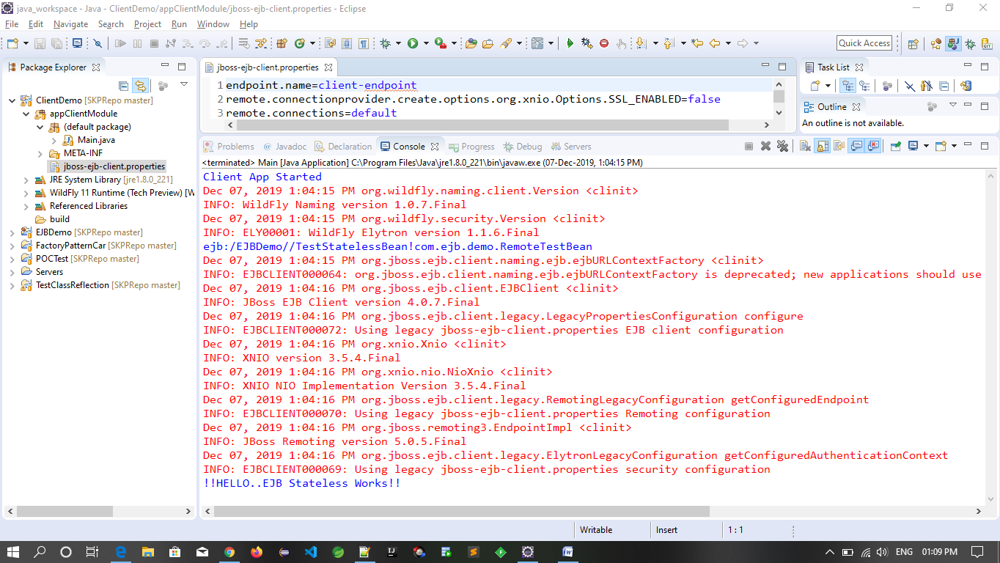 java_workspace - Java - ClientDemo/appClientModule/jboss-ejb-client.properties - Eclipse
File Edit Navigate Search Project Run Window Help
Quick Access
Package Explorer
ClientDemo [SKPRepo master]
appClientModule
(default package)
Main.java
META-INF
jboss-ejb-client.properties
JRE System Library [jre1.8.0_221]
WildFly 11 Runtime (Tech Preview) [W
Referenced Libraries
build
EJBDemo [SKPRepo master]
FactoryPatternCar [SKPRepo master]
POCTest [SKPRepo master]
Servers
TestClassReflection [SKPRepo master]
jboss-ejb-client.properties
1 endpoint.name=client-endpoint
2 remote.connectionprovider.create.options.org.xnio.Options.SSL_ENABLED=false
3 remote.connections=default
Task List
Outline
An outline is not available.
Problems @ Javadoc Declaration Console Progress Debug Servers
<terminated> Main [Java Application] C:\Program Files\Java\jre1.8.0_221\bin\javaw.exe (07-Dec-2019, 1:04:15 PM)
Client App Started
Dec 07, 2019 1:04:15 PM org.wildfly.naming.client.Version <clinit>
INFO: WildFly Naming version 1.0.7.Final
Dec 07, 2019 1:04:15 PM org.wildfly.security.Version <clinit>
INFO: ELY00001: WildFly Elytron version 1.1.6.Final
ejb:/EJBDemo//TestStatelessBean!com.ejb.demo.RemoteTestBean
Dec 07, 2019 1:04:15 PM org.jboss.ejb.client.naming.ejb.ejbURLContextFactory <clinit>
INFO: EJBCLIENT000064: org.jboss.ejb.client.naming.ejb.ejbURLContextFactory is deprecated; new applications should use
Dec 07, 2019 1:04:16 PM org.jboss.ejb.client.EJBClient <clinit>
INFO: JBoss EJB Client version 4.0.7.Final
Dec 07, 2019 1:04:16 PM org.jboss.ejb.client.legacy.LegacyPropertiesConfiguration configure
INFO: EJBCLIENT000072: Using legacy jboss-ejb-client.properties EJB client configuration
Dec 07, 2019 1:04:16 PM org.xnio.Xnio <clinit>
INFO: XNIO version 3.5.4.Final
Dec 07, 2019 1:04:16 PM org.xnio.nio.NioXnio <clinit>
INFO: XNIO NIO Implementation Version 3.5.4.Final
Dec 07, 2019 1:04:16 PM org.jboss.ejb.client.legacy.RemotingLegacyConfiguration getConfiguredEndpoint
INFO: EJBCLIENT000070: Using legacy jboss-ejb-client.properties Remoting configuration
Dec 07, 2019 1:04:16 PM org.jboss.remoting3.EndpointImpl <clinit>
INFO: JBoss Remoting version 5.0.5.Final
Dec 07, 2019 1:04:16 PM org.jboss.ejb.client.legacy.ElytronLegacyConfiguration getConfiguredAuthenticationContext
INFO: EJBCLIENT000069: Using legacy jboss-ejb-client.properties security configuration
!!HELLO..EJB Stateless Works!!
Writable Insert 1 : 1
ENG 01:09 PM